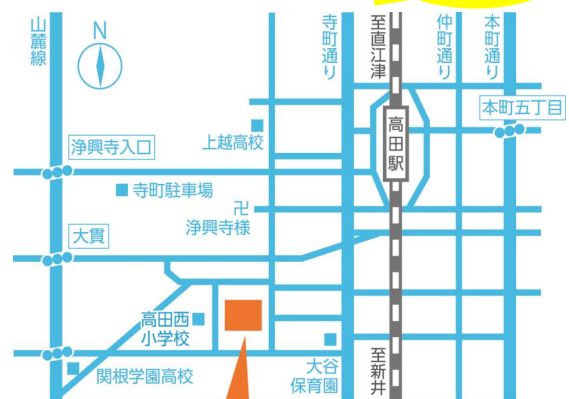 山麓線
N
寺町通り
至直江津
仲町通り
本町通り
本町五丁目
高田駅
上越高校
浄興寺入口
寺町駐車場
卍
浄興寺様
大貫
高田西
小学校
関根学園高校
大谷
保育園
至新井